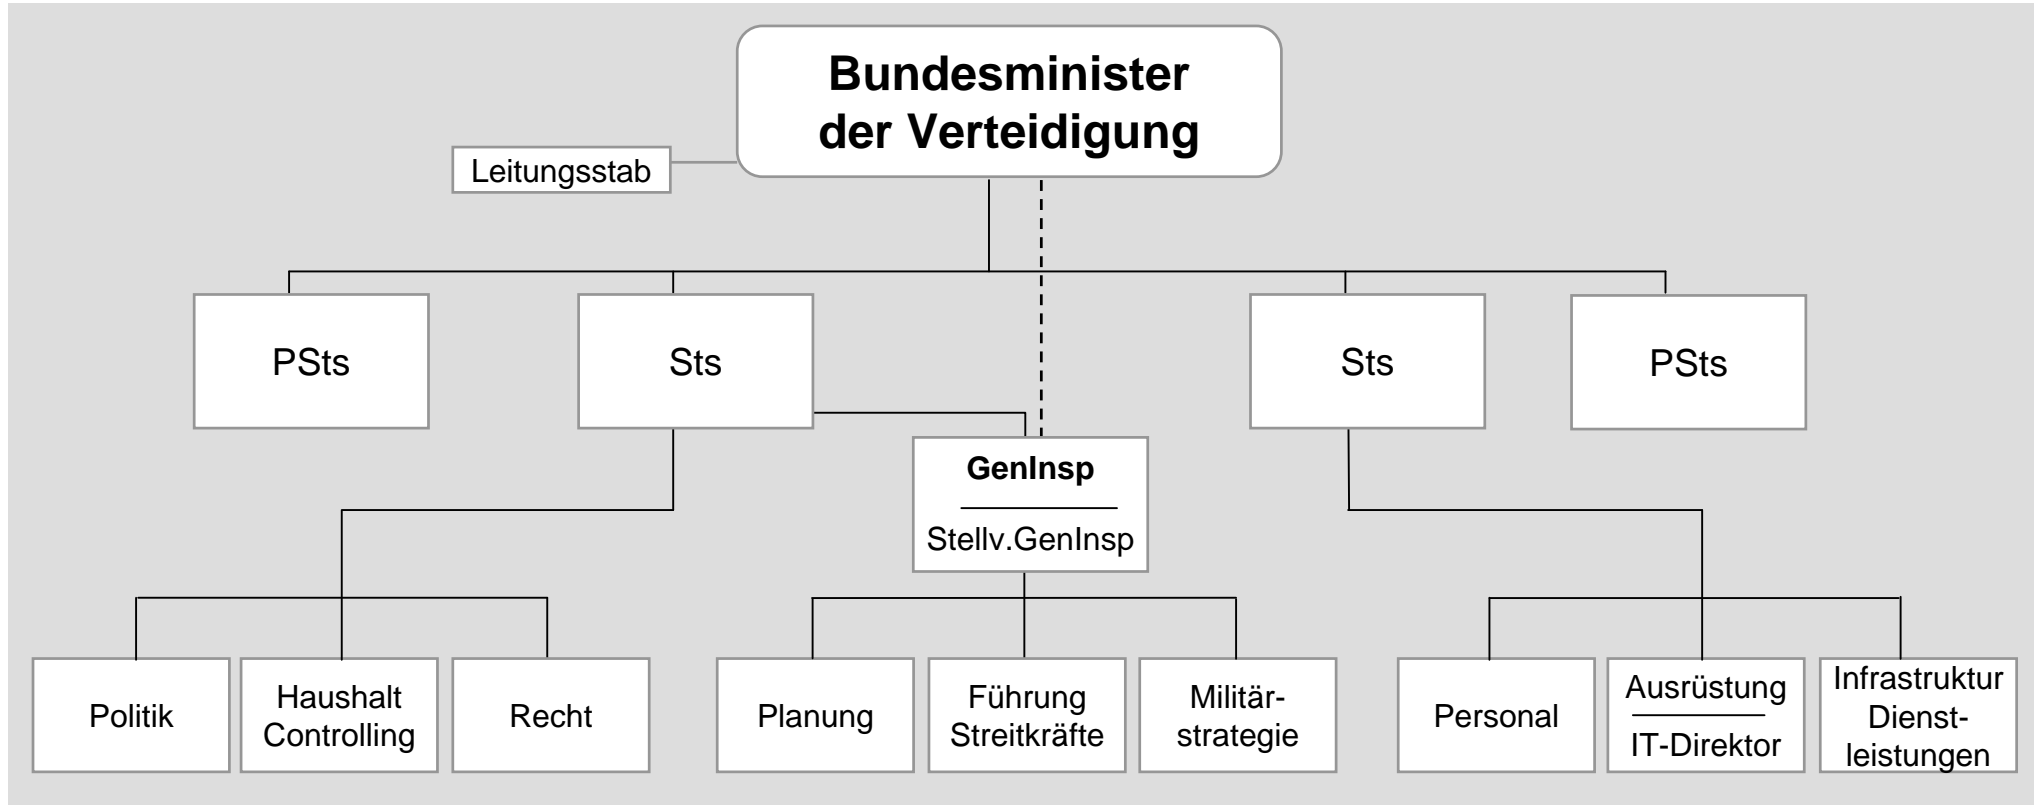 Bundesminister
der Verteidigung
Leitungsstab
PSts
Sts
Sts
PSts
GenInsp
Stellv.GenInsp
Politik
Haushalt
Controlling
Recht
Planung
Führung
Streitkräfte
Militär-
strategie
Personal
Ausrüstung
IT-Direktor
Infrastruktur
Dienst-
leistungen